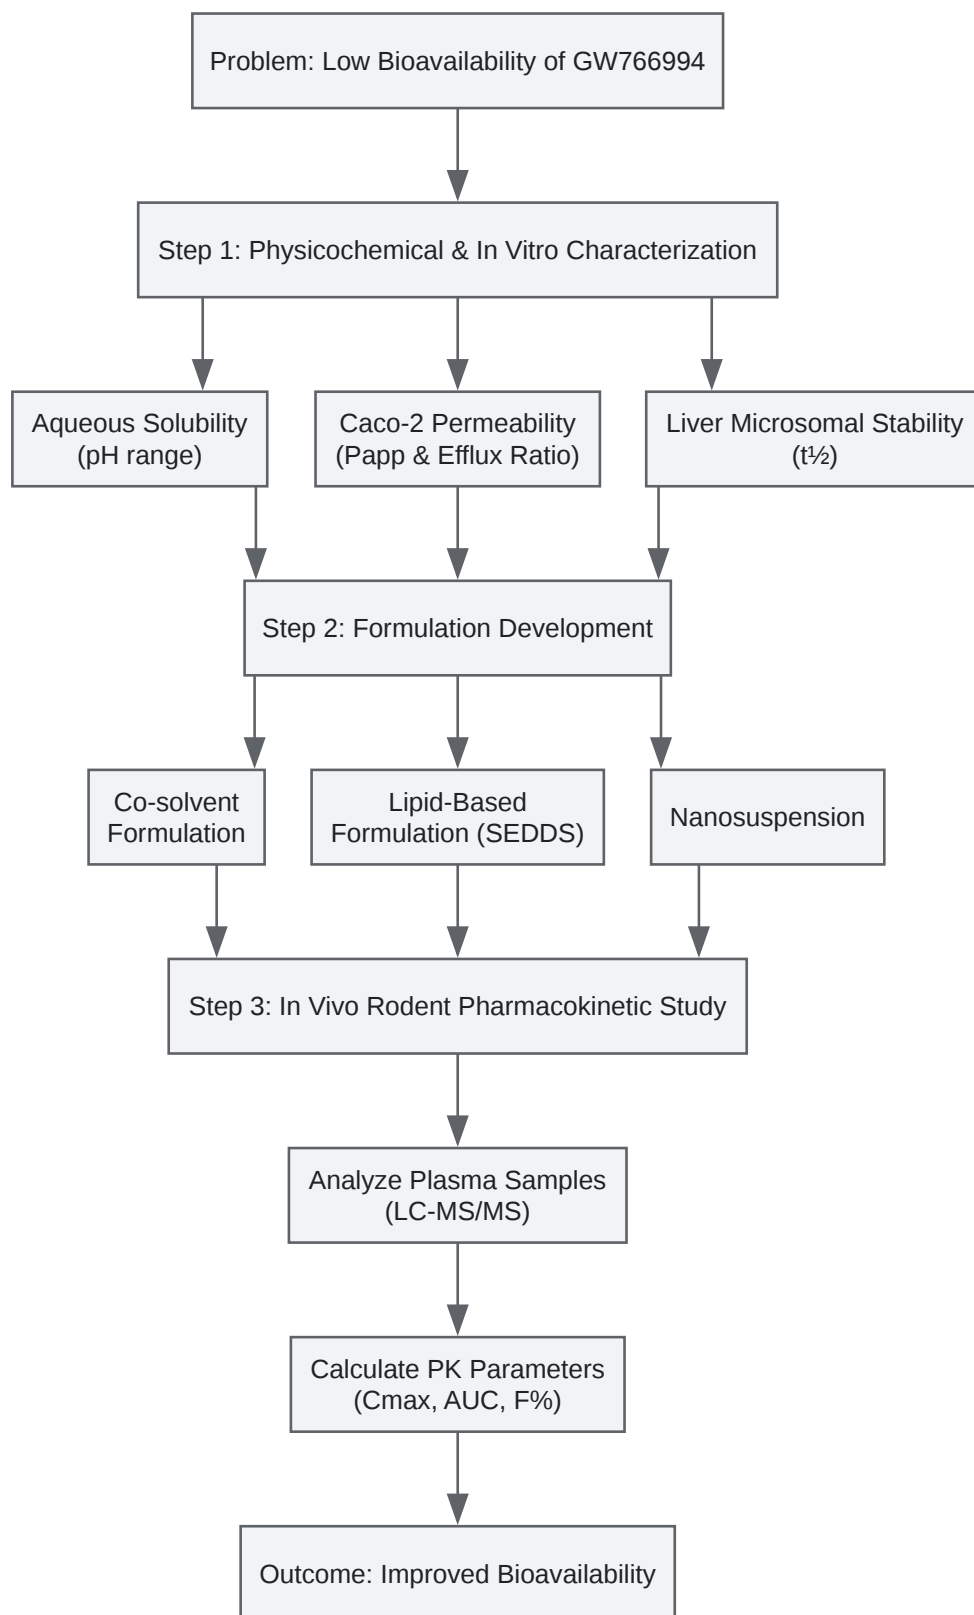 Problem: Low Bioavailability of GW766994
Step 1: Physicochemical & In Vitro Characterization
Aqueous Solubility
(pH range)
Caco-2 Permeability
(Papp & Efflux Ratio)
Liver Microsomal Stability
(t½)
Step 2: Formulation Development
Co-solvent
Formulation
Lipid-Based
Formulation (SEDDS)
Nanosuspension
Step 3: In Vivo Rodent Pharmacokinetic Study
Analyze Plasma Samples
(LC-MS/MS)
Calculate PK Parameters
(Cmax, AUC, F%)
Outcome: Improved Bioavailability